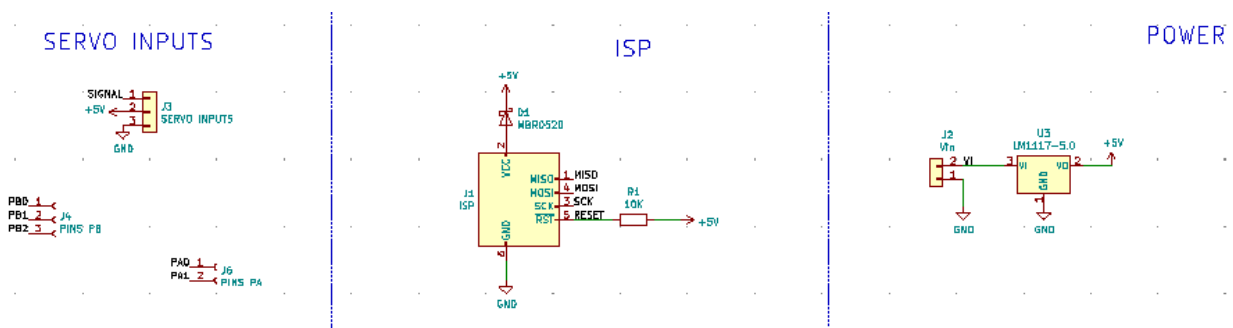 SERVO INPUTS
SIGNAL 1
+5V 2
3
J3
SERVO INPUTS
GND
PB0 1
PB1 2
PB2 3
J4
PINS PB
PA0 1
PA1 2
J6
PINS PA
ISP
+5V
D1
MBR0520
2
VCC
J1
ISP
MISO 1 MISO
MOSI 4 MOSI
SCK 3 SCK
RST 5 RESET
GND
6
GND
R1
10K
+5V
POWER
J2
Vin
2 VI
1
GND
U3
LM1117-5.0
3 VI VO 2
GND
1
GND
+5V